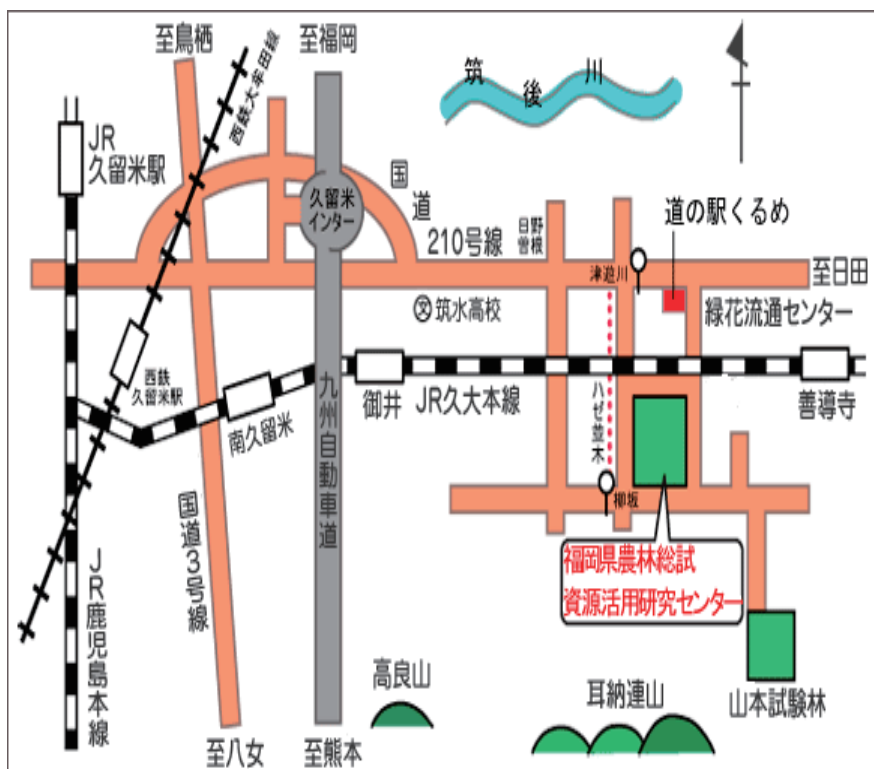 至鳥栖
至福岡
西鉄大牟田線
筑後川
JR
久留米駅
久留米
インター
国道
210号線
日野曽根
道の駅くるめ
津遊川
至日田
文
筑水高校
緑花流通センター
西鉄
久留米駅
南久留米
御井
JR久大本線
善導寺
ハゼ並木
九州自動車道
柳坂
国道3号線
福岡県農林総試
資源活用研究センター
JR鹿児島本線
高良山
耳納連山
山本試験林
至八女
至熊本